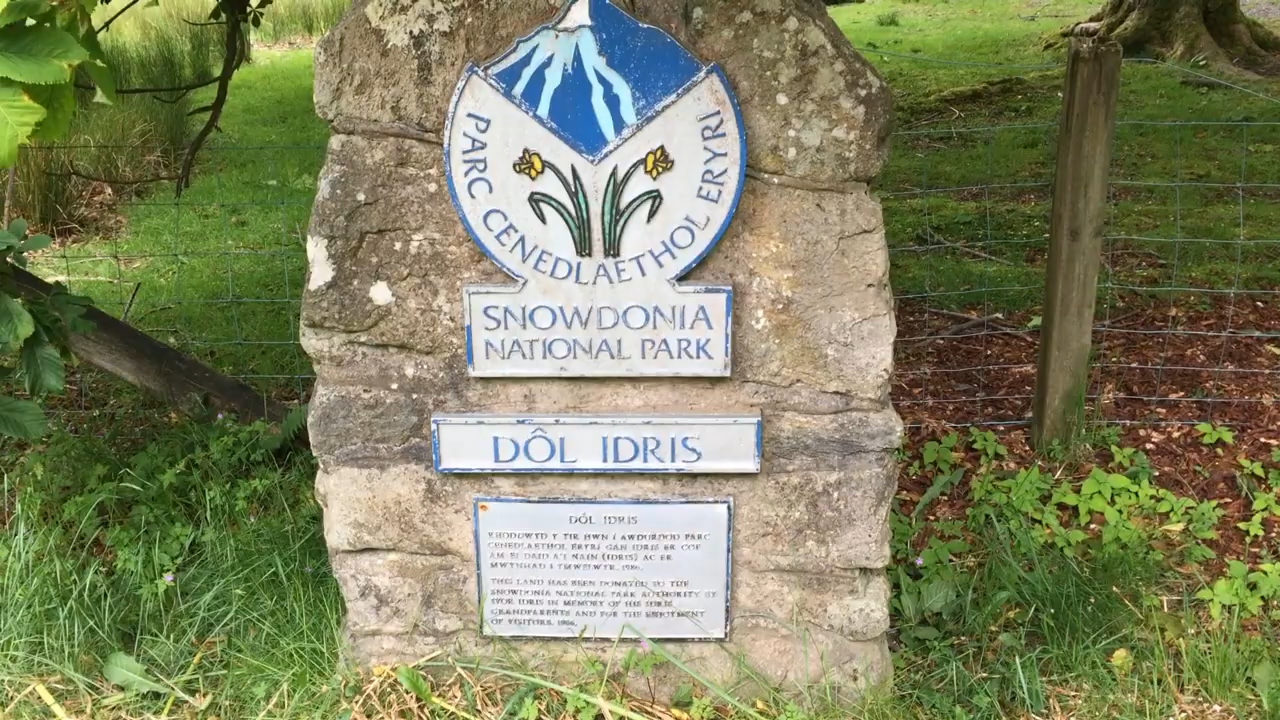 PARC CENEDLAETHOL ERYRI
SNOWDONIA
NATIONAL PARK
DÔL IDRIS
DÔL IDRIS
RHODDWYD Y TIR HWN I AWDURDOD PARC
CENEDLAETHOL ERYRI GAN IDRIS ER COF
AM EI DAID A'I NAIN (IDRIS) AC ER
MWYNHAD I YMWELWYR. 1986.
THIS LAND HAS BEEN DONATED TO THE
SNOWDONIA NATIONAL PARK AUTHORITY BY
IVOR IDRIS IN MEMORY OF HIS IDRIS
GRANDPARENTS AND FOR THE ENJOYMENT
OF VISITORS. 1986.